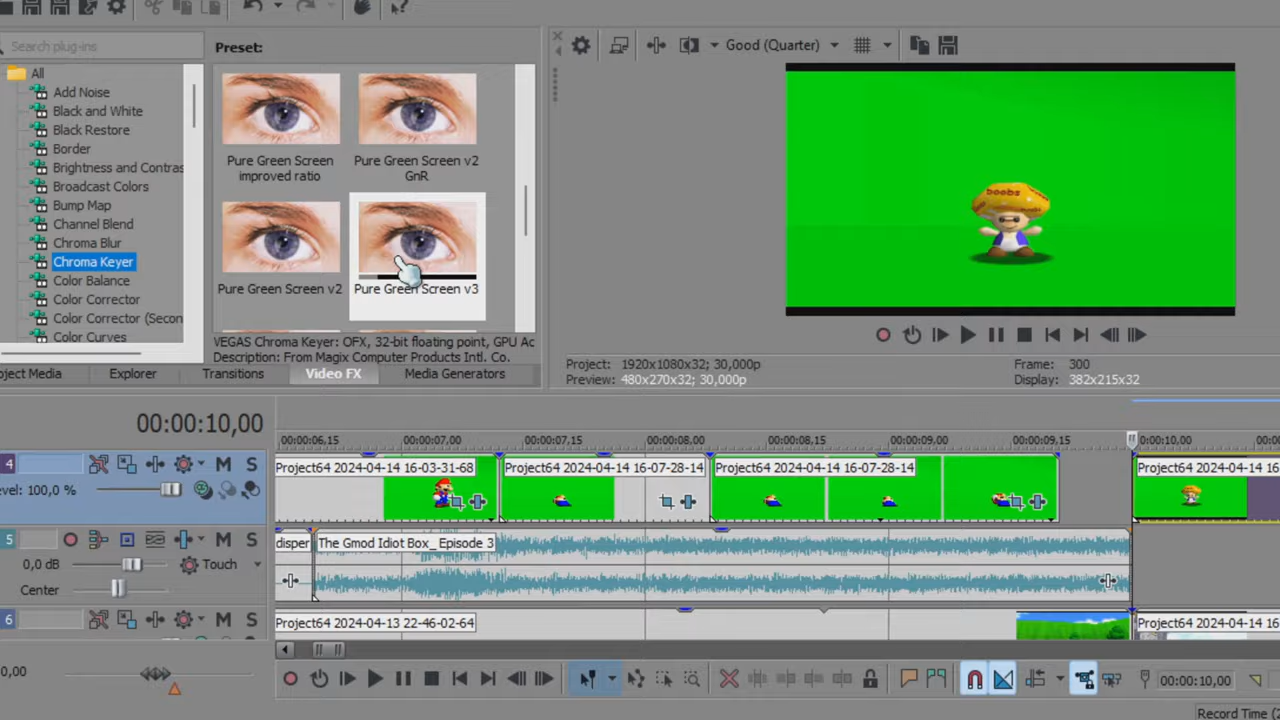 Search plug-ins
Preset:
Good (Quarter)
All
Add Noise
Black and White
Black Restore
Border
Brightness and Contras
Broadcast Colors
Bump Map
Channel Blend
Chroma Blur
Chroma Keyer
Color Balance
Color Corrector
Color Corrector (Secon
Color Curves
Pure Green Screen
improved ratio
Pure Green Screen v2
GnR
Pure Green Screen v2
Pure Green Screen v3
VEGAS Chroma Keyer: OFX, 32-bit floating point, GPU Ac
Description: From Magix Computer Products Intl. Co.
oject Media
Explorer
Transitions
Video FX
Media Generators
boobs
Project: 1920x1080x32; 30,000p
Preview: 480x270x32; 30,000p
Frame: 300
Display: 382x215x32
00:00:10,00
00:00:06,15
00:00:07,00
00:00:07,15
00:00:08,00
00:00:08,15
00:00:09,00
00:00:09,15
0:00:10,00
00:00
4
M S
evel: 100,0 %
Project64 2024-04-14 16-03-31-68
Project64 2024-04-14 16-07-28-14
Project64 2024-04-14 16-07-28-14
Project64 2024-04-14 16
5
M S
0,0 dB
Touch
Center
disper
The Gmod Idiot Box_ Episode 3
6
M S
Project64 2024-04-13 22-46-02-64
Project64 2024-04-14 16
0,00
00:00:10,00
Record Time (2